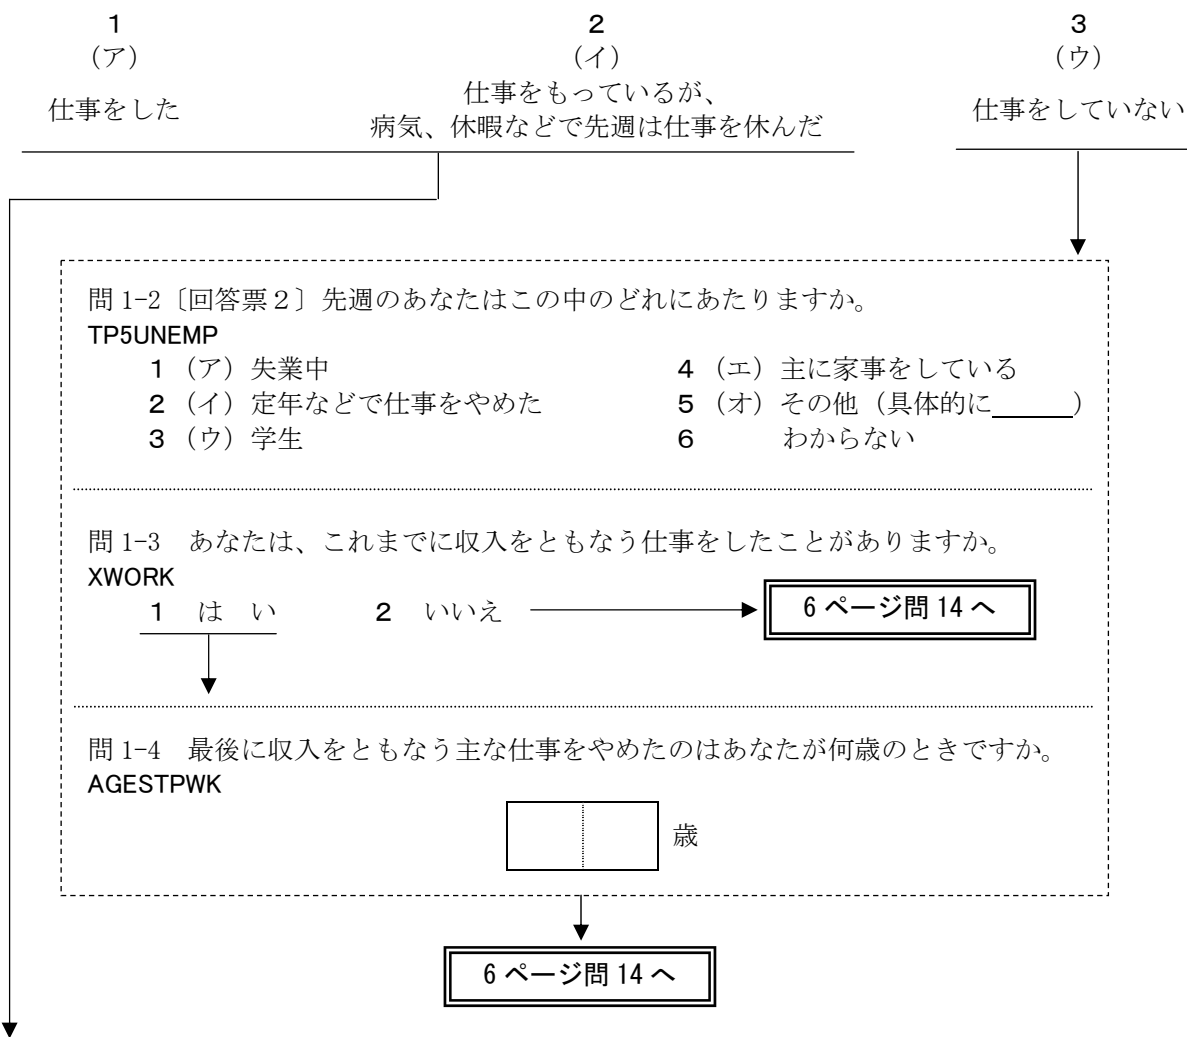 1 2 3
（ア） （イ） （ウ）
仕事をした 仕事をもっているが、病気、休暇などで先週は仕事を休んだ 仕事をしていない
問 1-2〔回答票２〕先週のあなたはこの中のどれにあたりますか。
TP5UNEMP
1 （ア）失業中 4 （エ）主に家事をしている
2 （イ）定年などで仕事をやめた 5 （オ）その他（具体的に______）
3 （ウ）学生 6 わからない
問 1-3 あなたは、これまでに収入をともなう仕事をしたことがありますか。
XWORK
1 は い 2 いいえ 6 ページ問 14 へ
問 1-4 最後に収入をともなう主な仕事をやめたのはあなたが何歳のときですか。
AGESTPWK
歳
6 ページ問 14 へ